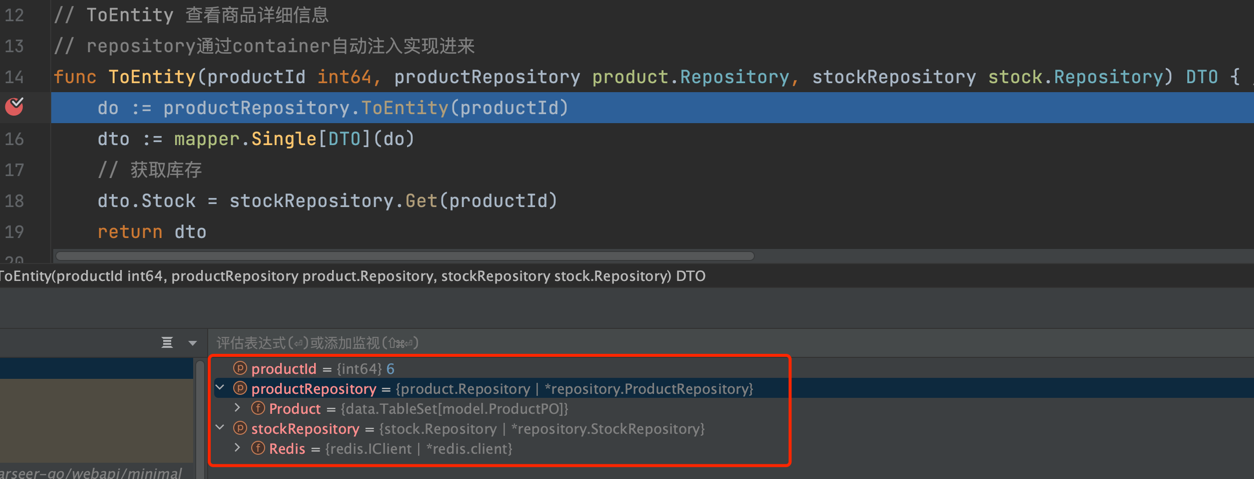 12 // ToEntity 查看商品详细信息
13 // repository通过container自动注入实现进来
14 func ToEntity(productId int64, productRepository product.Repository, stockRepository stock.Repository) DTO {
do := productRepository.ToEntity(productId)
16 dto := mapper.Single[DTO](do)
17 // 获取库存
18 dto.Stock = stockRepository.Get(productId)
19 return dto
20
ToEntity(productId int64, productRepository product.Repository, stockRepository stock.Repository) DTO
评估表达式(⏎)或添加监视(⇧⌘⏎)
productId = {int64} 6
productRepository = {product.Repository | *repository.ProductRepository}
Product = {data.TableSet[model.ProductPO]}
stockRepository = {stock.Repository | *repository.StockRepository}
Redis = {redis.IClient | *redis.client}
arseer-go/webapi/minimal